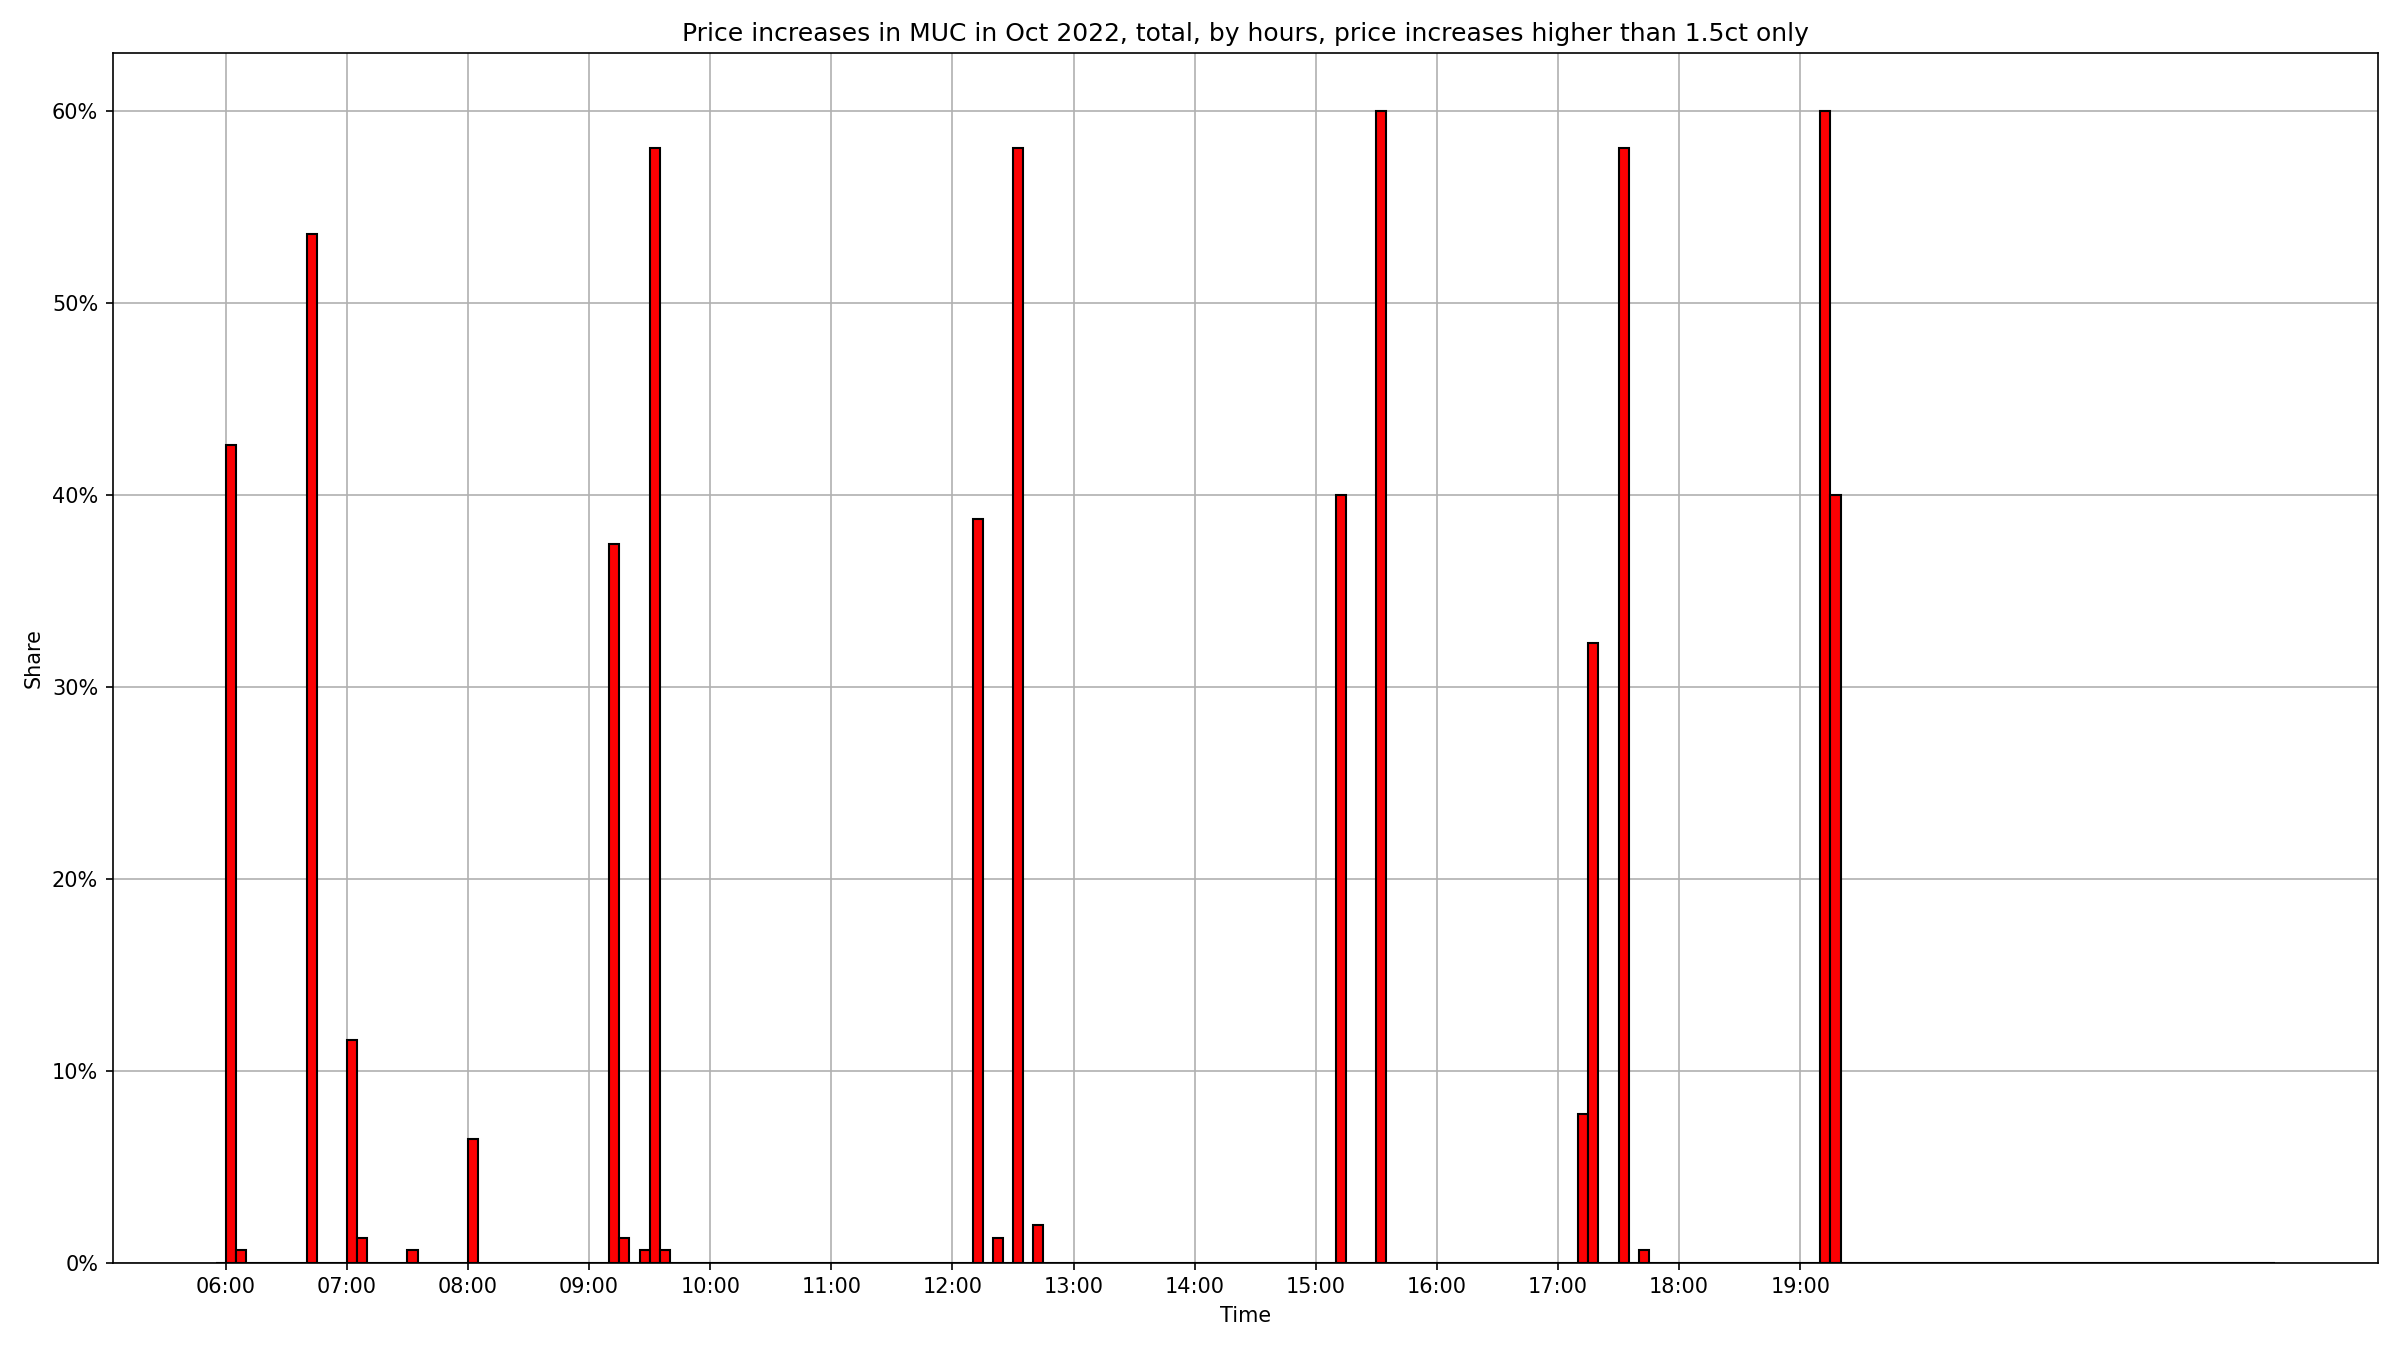 Price increases in MUC in Oct 2022, total, by hours, price increases higher than 1.5ct only
60%
50%
40%
30%
20%
10%
0%
Share
06:00 07:00 08:00 09:00 10:00 11:00 12:00 13:00 14:00 15:00 16:00 17:00 18:00 19:00
Time